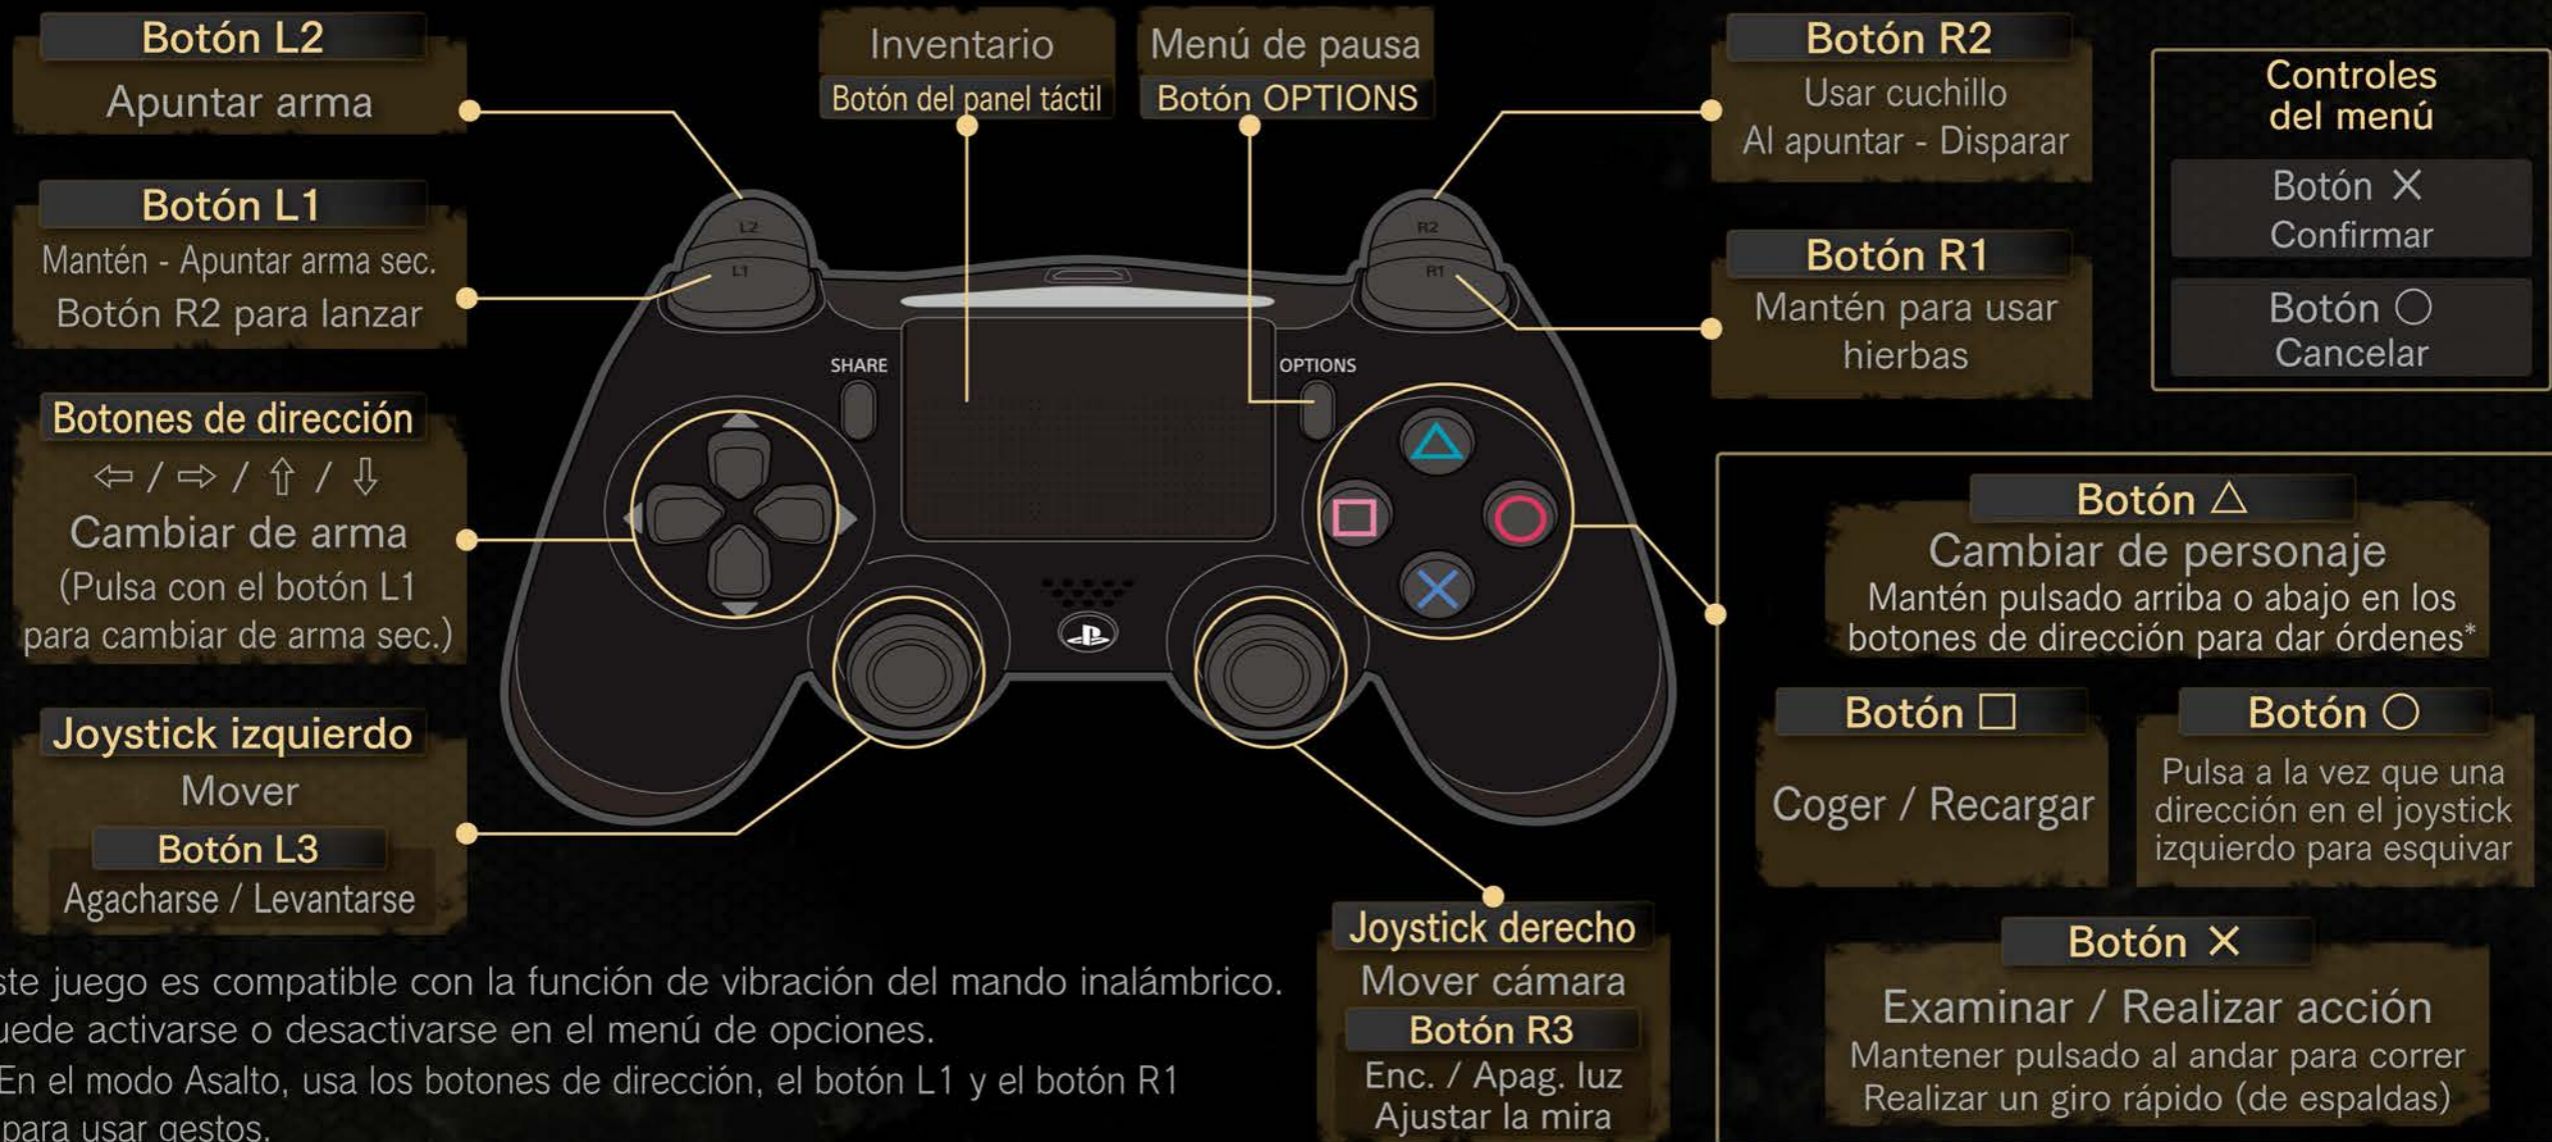 Botón L2
Apuntar arma
Botón L1
Mantén - Apuntar arma sec.
Botón R2 para lanzar
Botones de dirección
⇦ / ⇨ / ⇧ / ⇩
Cambiar de arma
(Pulsa con el botón L1
para cambiar de arma sec.)
Joystick izquierdo
Mover
Botón L3
Agacharse / Levantarse
Inventario
Botón del panel táctil
Menú de pausa
Botón OPTIONS
L2
L1
R2
R1
SHARE
OPTIONS
Botón R2
Usar cuchillo
Al apuntar - Disparar
Botón R1
Mantén para usar
hierbas
Controles
del menú
Botón ✕
Confirmar
Botón ○
Cancelar
Botón △
Cambiar de personaje
Mantén pulsado arriba o abajo en los
botones de dirección para dar órdenes*
Botón □
Coger / Recargar
Botón ○
Pulsa a la vez que una
dirección en el joystick
izquierdo para esquivar
Botón ✕
Examinar / Realizar acción
Mantener pulsado al andar para correr
Realizar un giro rápido (de espaldas)
Joystick derecho
Mover cámara
Botón R3
Enc. / Apag. luz
Ajustar la mira
ste juego es compatible con la función de vibración del mando inalámbrico.
uede activarse o desactivarse en el menú de opciones.
En el modo Asalto, usa los botones de dirección, el botón L1 y el botón R1
para usar gestos.